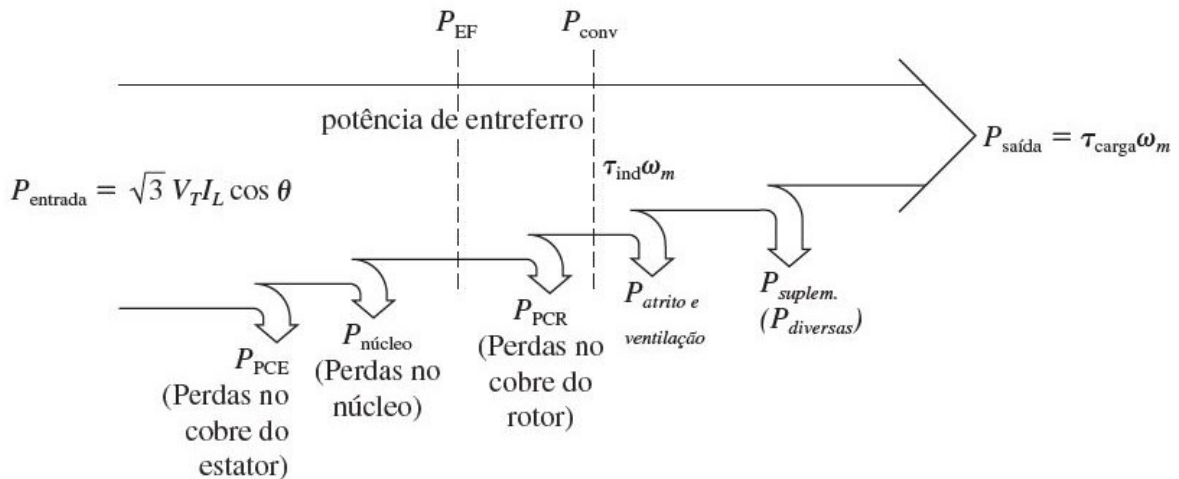 P_EF
P_conv
potência de entreferro
P_saída = τ_carga ω_m
τ_ind ω_m
P_entrada = √3 V_T I_L cos θ
P_PCE
(Perdas no
cobre do
estator)
P_núcleo
(Perdas no
núcleo)
P_PCR
(Perdas no
cobre do
rotor)
P_atrito e
ventilação
P_suplem.
(P_diversas)